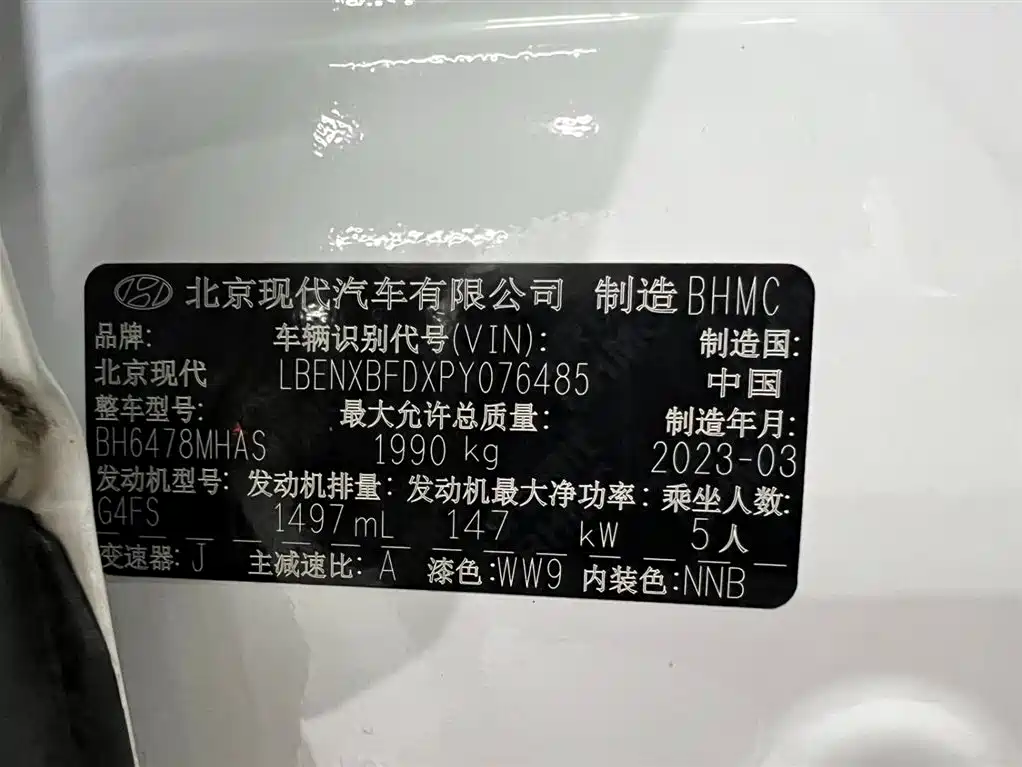 北京现代汽车有限公司 制造 BHMC
品牌: 车辆识别代号(VIN): 制造国:
北京现代 LBENXBFDXPY076485 中国
整车型号: 最大允许总质量: 制造年月:
BH6478MHAS 1990 kg 2023-03
发动机型号: 发动机排量: 发动机最大净功率: 乘坐人数:
G4FS 1497 mL 147 kW 5人
变速器: J 主减速比: A 漆色:WW9 内装色:NNB